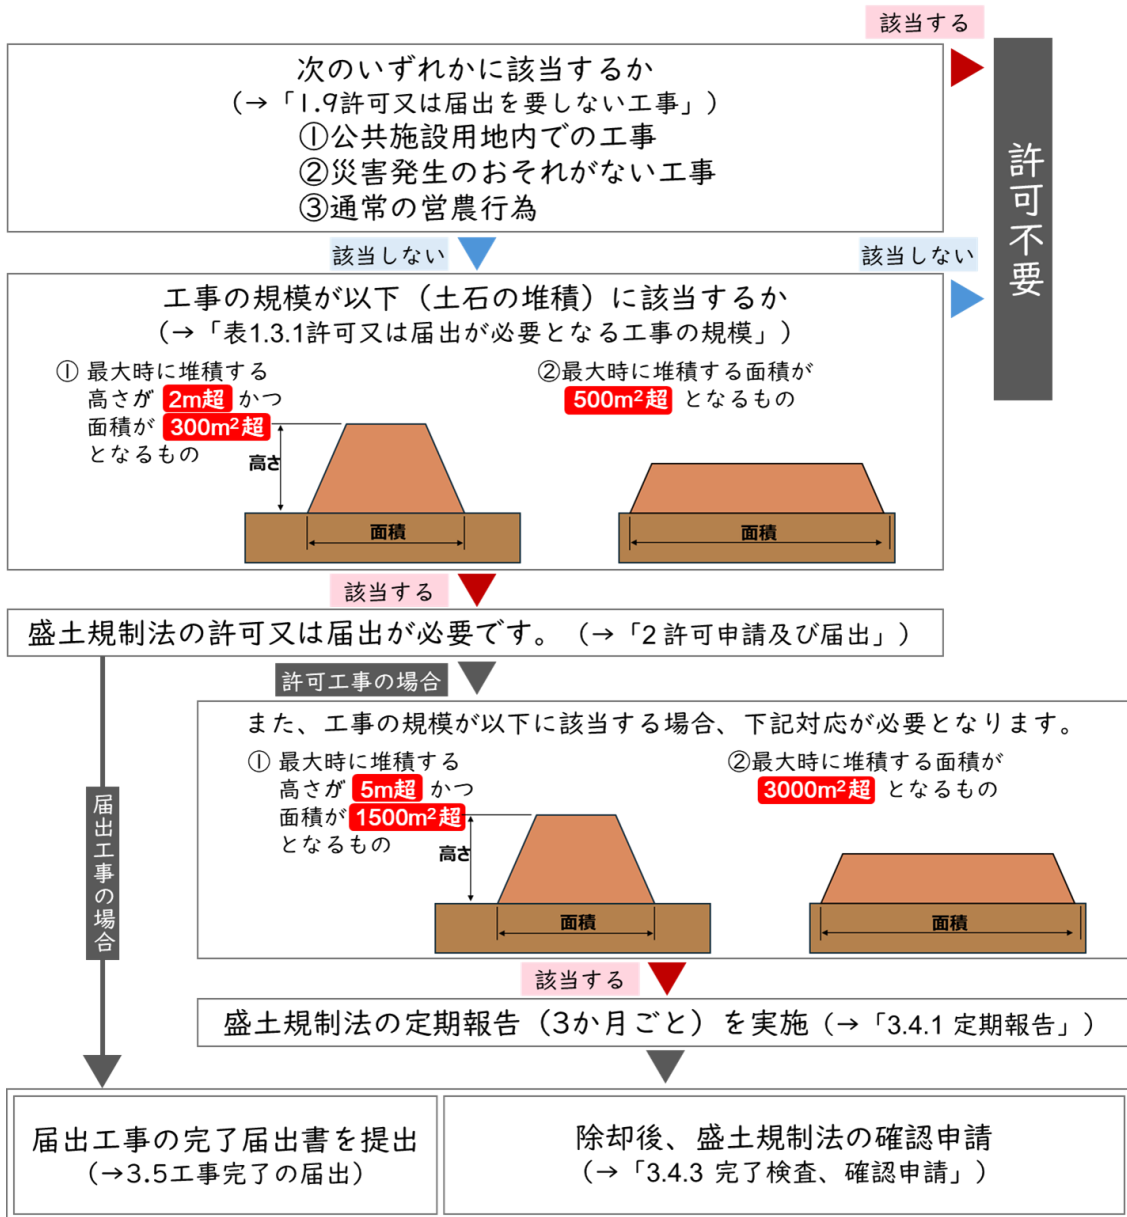 該当する
次のいずれかに該当するか
(→「1.9許可又は届出を要しない工事」)
①公共施設用地内での工事
②災害発生のおそれがない工事
③通常の営農行為
許可不要
該当しない
該当しない
工事の規模が以下（土石の堆積）に該当するか
(→「表1.3.1許可又は届出が必要となる工事の規模」)
① 最大時に堆積する
高さが 2m超 かつ
面積が 300m²超
となるもの
高さ
面積
②最大時に堆積する面積が
500m²超 となるもの
面積
該当する
盛土規制法の許可又は届出が必要です。(→「2 許可申請及び届出」)
許可工事の場合
届出工事の場合
また、工事の規模が以下に該当する場合、下記対応が必要となります。
① 最大時に堆積する
高さが 5m超 かつ
面積が 1500m²超
となるもの
高さ
面積
②最大時に堆積する面積が
3000m²超 となるもの
面積
該当する
盛土規制法の定期報告（3か月ごと）を実施(→「3.4.1 定期報告」)
届出工事の完了届出書を提出
(→3.5工事完了の届出)
除却後、盛土規制法の確認申請
(→「3.4.3 完了検査、確認申請」)